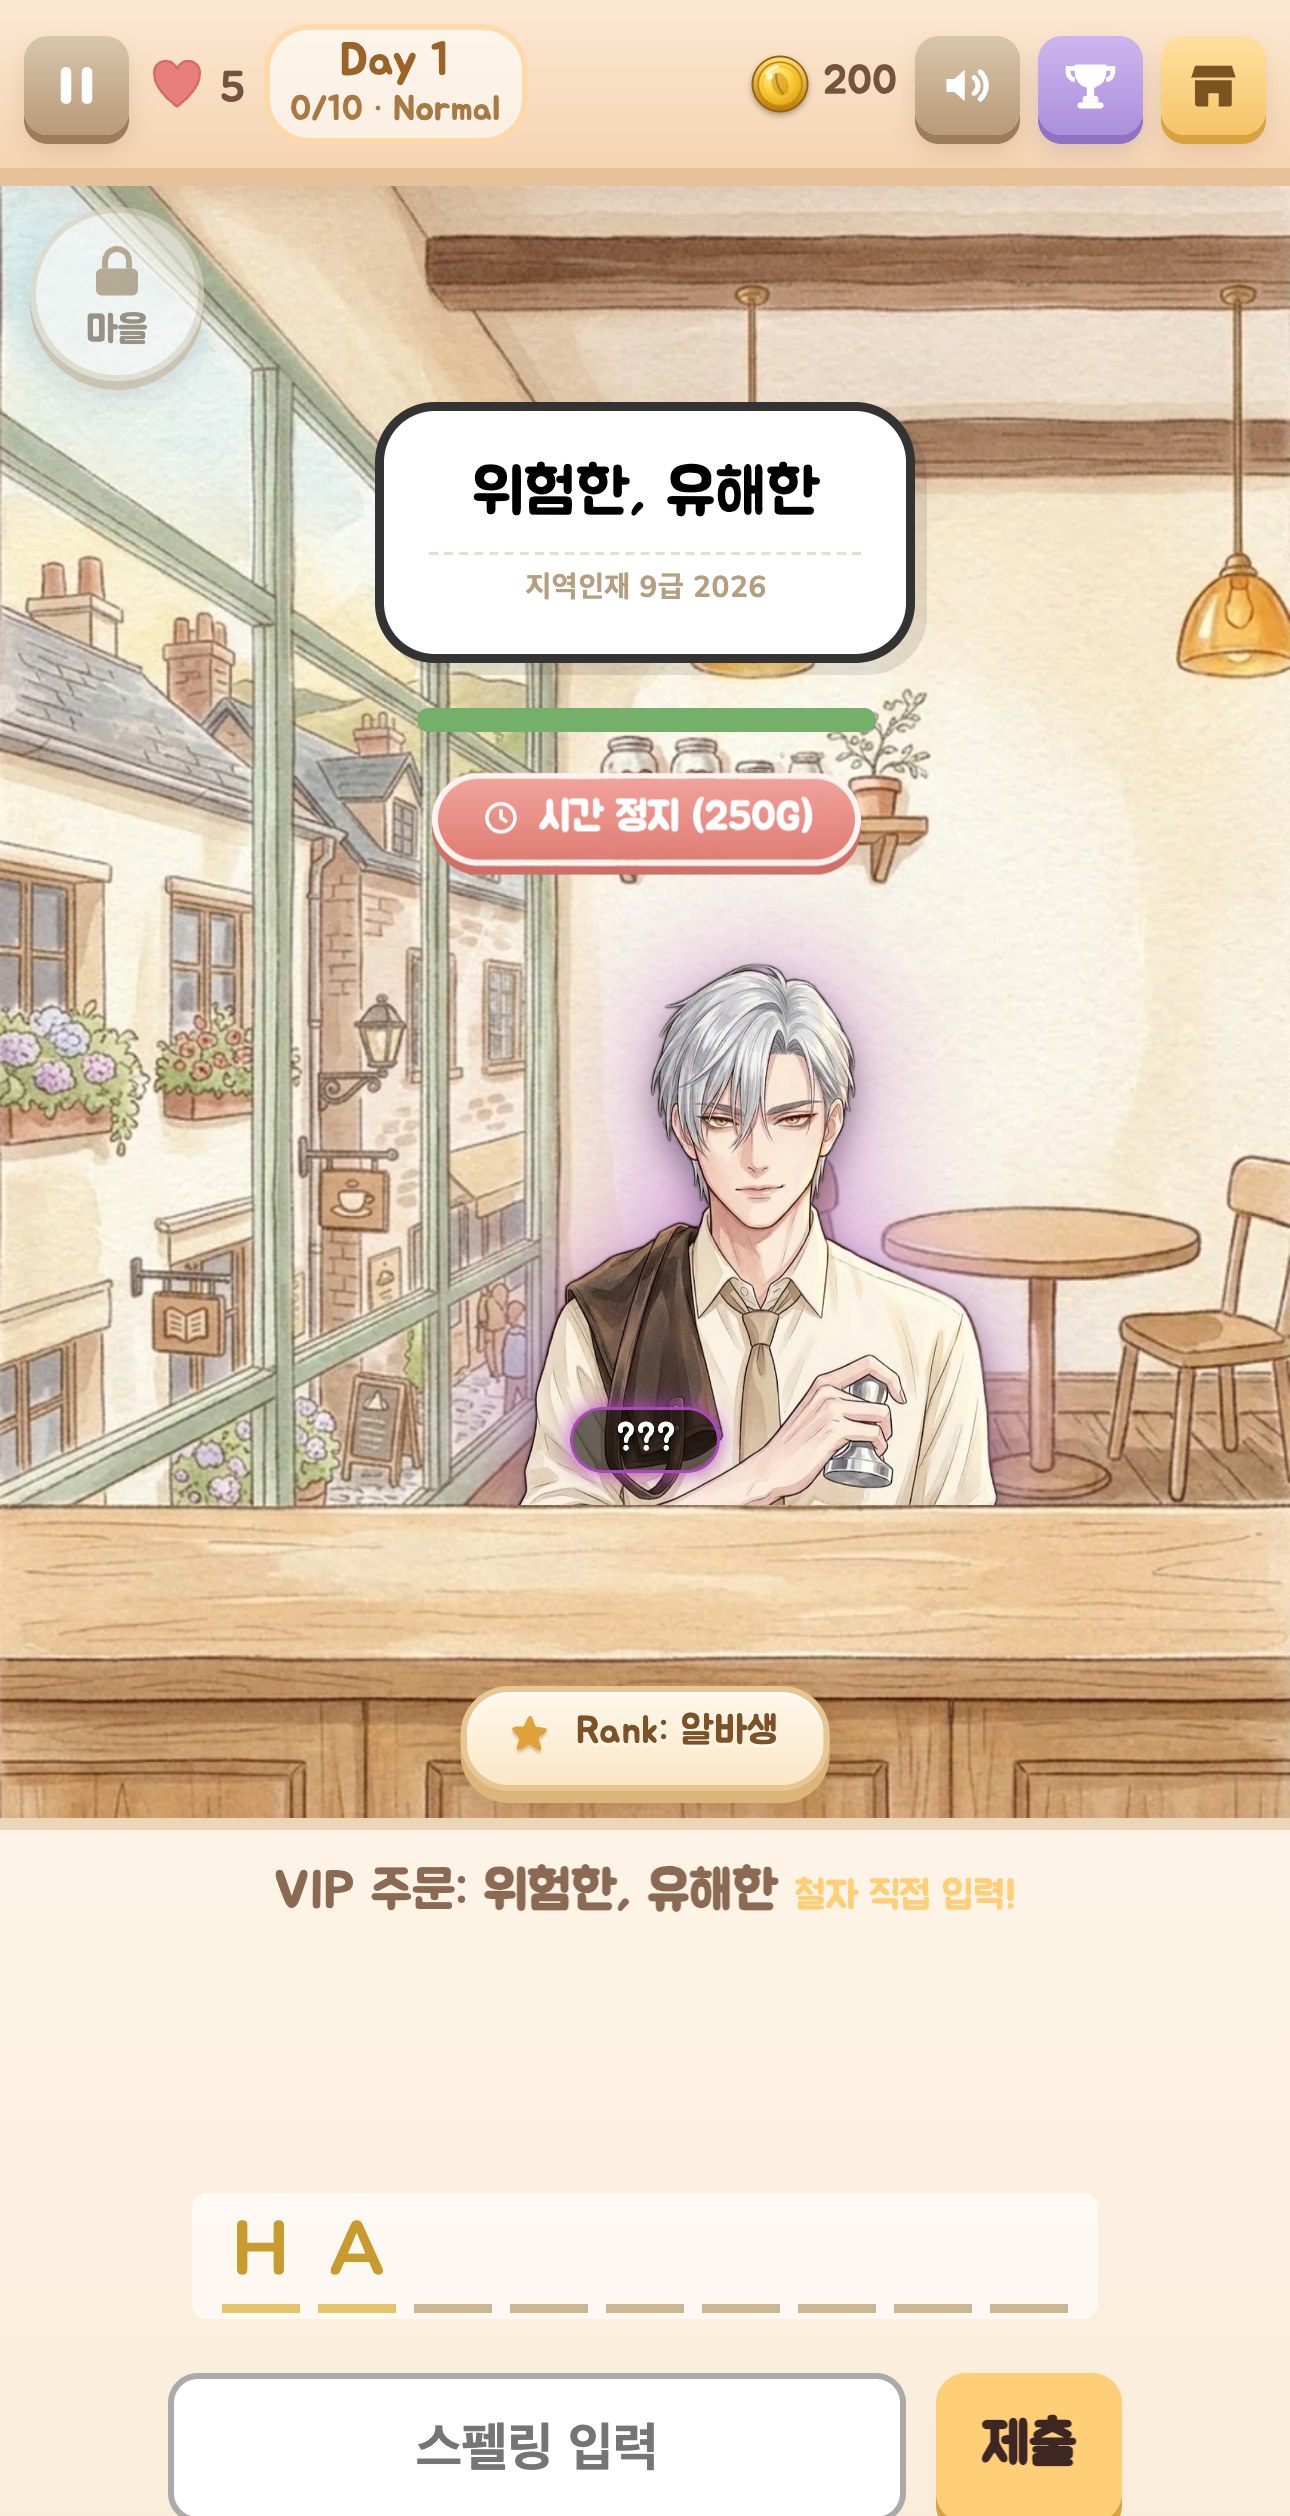 5
Day 1
0/10 · Normal
200
마을
위험한, 유해한
지역인재 9급 2026
시간 정지 (250G)
???
Rank: 알바생
VIP 주문: 위험한, 유해한 철자 직접 입력!
H A
스펠링 입력
제출